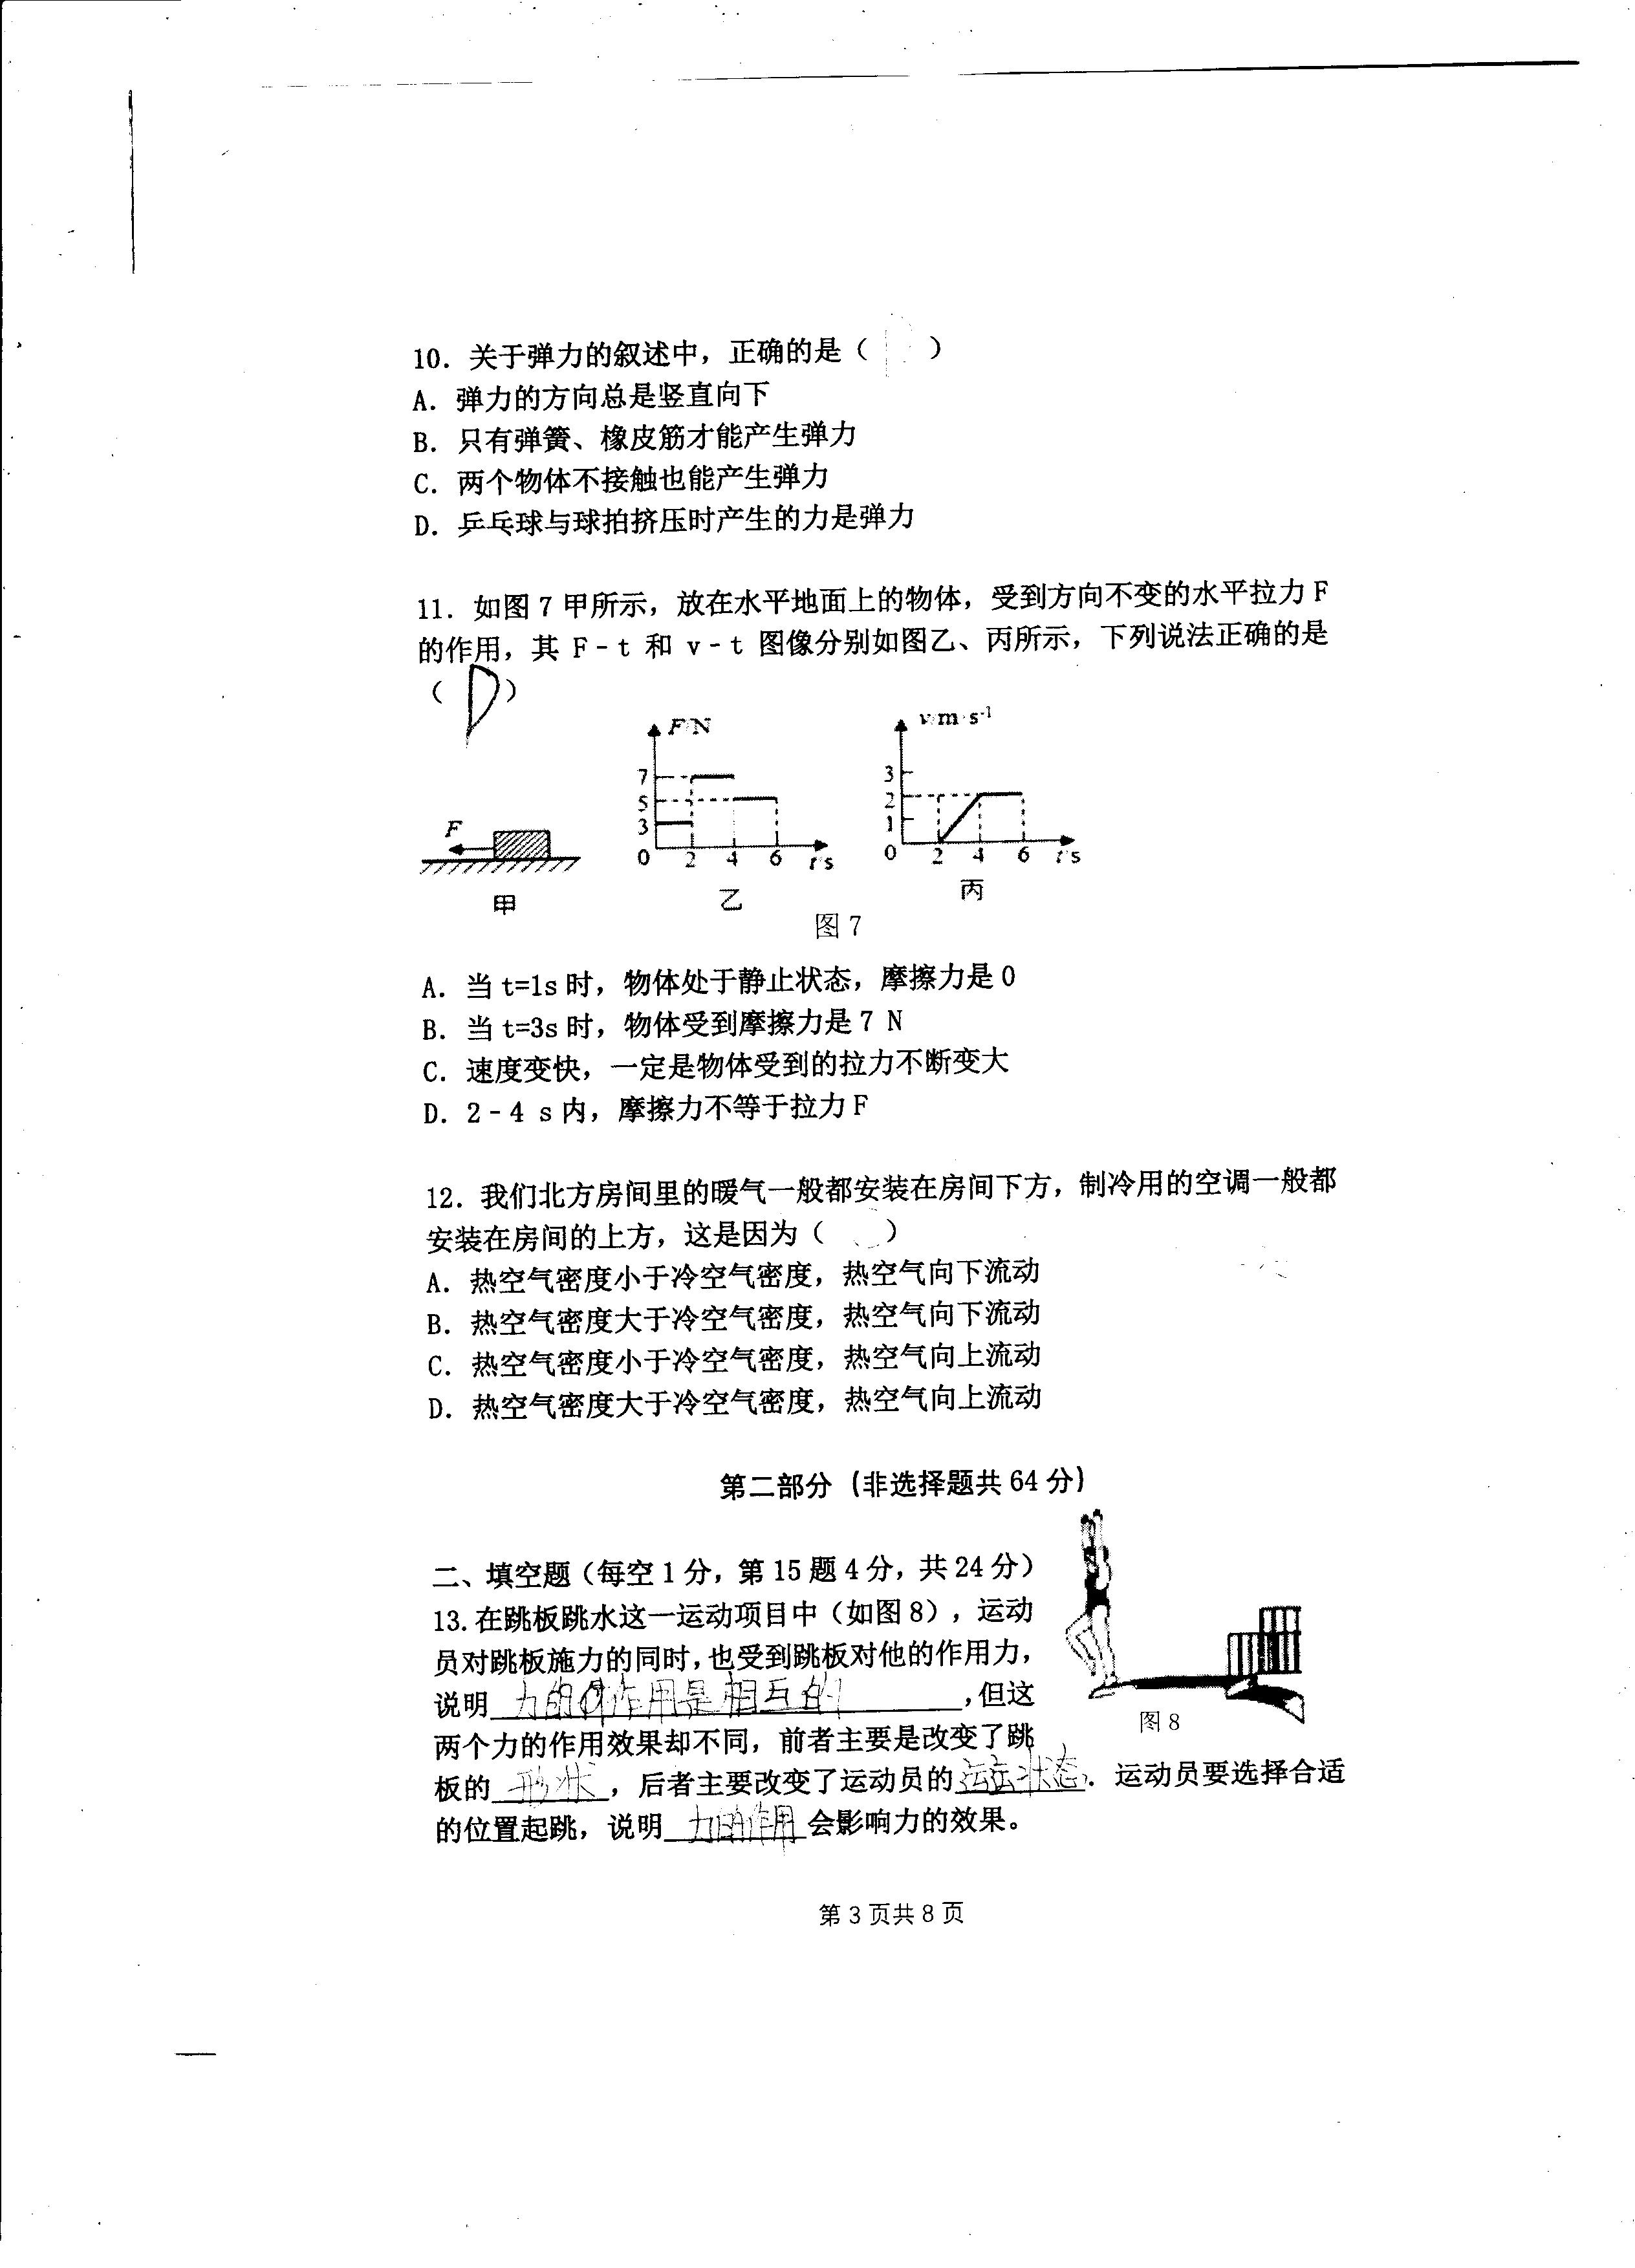 10. 关于弹力的叙述中，正确的是（ ）
A. 弹力的方向总是竖直向下
B. 只有弹簧、橡皮筋才能产生弹力
C. 两个物体不接触也能产生弹力
D. 乒乓球与球拍挤压时产生的力是弹力
11. 如图 7 甲所示，放在水平地面上的物体，受到方向不变的水平拉力 F
的作用，其 F-t 和 v-t 图像分别如图乙、丙所示，下列说法正确的是
（ D ）
F
甲
F/N
7
5
3
0 2 4 6 t/s
乙
v/m·s-1
3
2
1
0 2 4 6 t/s
丙
图 7
A. 当 t=1s 时，物体处于静止状态，摩擦力是 0
B. 当 t=3s 时，物体受到摩擦力是 7 N
C. 速度变快，一定是物体受到的拉力不断变大
D. 2-4 s 内，摩擦力不等于拉力 F
12. 我们北方房间里的暖气一般都安装在房间下方，制冷用的空调一般都
安装在房间的上方，这是因为（ ）
A. 热空气密度小于冷空气密度，热空气向下流动
B. 热空气密度大于冷空气密度，热空气向下流动
C. 热空气密度小于冷空气密度，热空气向上流动
D. 热空气密度大于冷空气密度，热空气向上流动
第二部分（非选择题共 64 分）
二、填空题（每空 1 分，第 15 题 4 分，共 24 分）
13. 在跳板跳水这一运动项目中（如图 8），运动
员对跳板施力的同时，也受到跳板对他的作用力，
说明 力的作用是相互的 ，但这
两个力的作用效果却不同，前者主要是改变了跳
板的 形状 ，后者主要改变了运动员的 运动状态 ．运动员要选择合适
的位置起跳，说明 力的作用 会影响力的效果。
图 8
第 3 页共 8 页